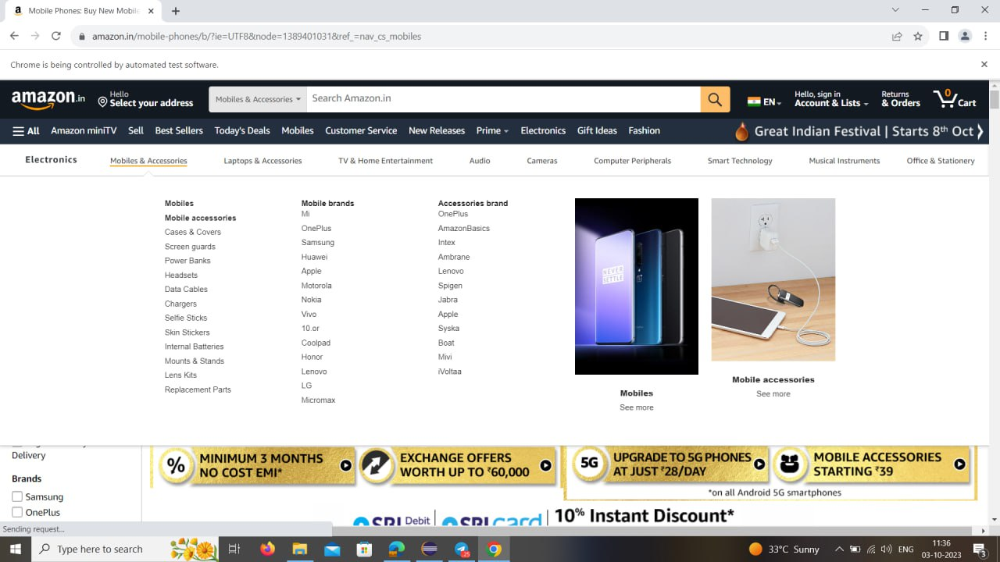 Mobile Phones: Buy New Mobile
amazon.in/mobile-phones/b/?ie=UTF8&node=1389401031&ref_=nav_cs_mobiles
Chrome is being controlled by automated test software.
amazon.in
Hello
Select your address
Mobiles & Accessories
Search Amazon.in
EN
Hello, sign in
Account & Lists
Returns
& Orders
0
Cart
All
Amazon miniTV
Sell
Best Sellers
Today's Deals
Mobiles
Customer Service
New Releases
Prime
Electronics
Gift Ideas
Fashion
Great Indian Festival | Starts 8th Oct
Electronics
Mobiles & Accessories
Laptops & Accessories
TV & Home Entertainment
Audio
Cameras
Computer Peripherals
Smart Technology
Musical Instruments
Office & Stationery
Mobiles
Mobile accessories
Cases & Covers
Screen guards
Power Banks
Headsets
Data Cables
Chargers
Selfie Sticks
Skin Stickers
Internal Batteries
Mounts & Stands
Lens Kits
Replacement Parts
Mobile brands
Mi
OnePlus
Samsung
Huawei
Apple
Motorola
Nokia
Vivo
10.or
Coolpad
Honor
Lenovo
LG
Micromax
Accessories brand
OnePlus
AmazonBasics
Intex
Ambrane
Lenovo
Spigen
Jabra
Apple
Syska
Boat
Mivi
iVoltaa
NEVER
SETTLE
Mobiles
See more
Mobile accessories
See more
Delivery
Brands
Samsung
OnePlus
%
MINIMUM 3 MONTHS
NO COST EMI*
EXCHANGE OFFERS
WORTH UP TO ₹60,000
5G
UPGRADE TO 5G PHONES
AT JUST ₹28/DAY
MOBILE ACCESSORIES
STARTING ₹39
*on all Android 5G smartphones
SBI Debit
SBI card
10% Instant Discount*
Sending request...
Type here to search
25
33°C Sunny
ENG
11:36
03-10-2023
3